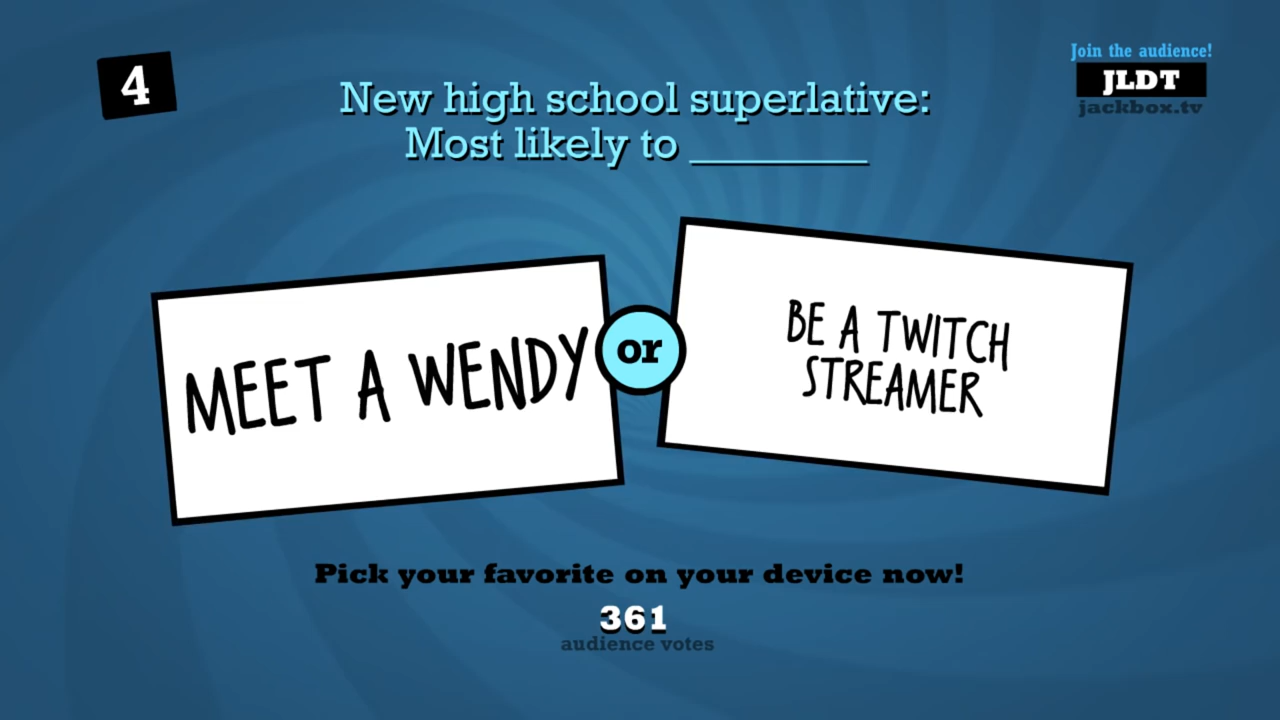 4
Join the audience!
JLDT
jackbox.tv
New high school superlative:
Most likely to ________
MEET A WENDY
or
BE A TWITCH
STREAMER
Pick your favorite on your device now!
361
audience votes